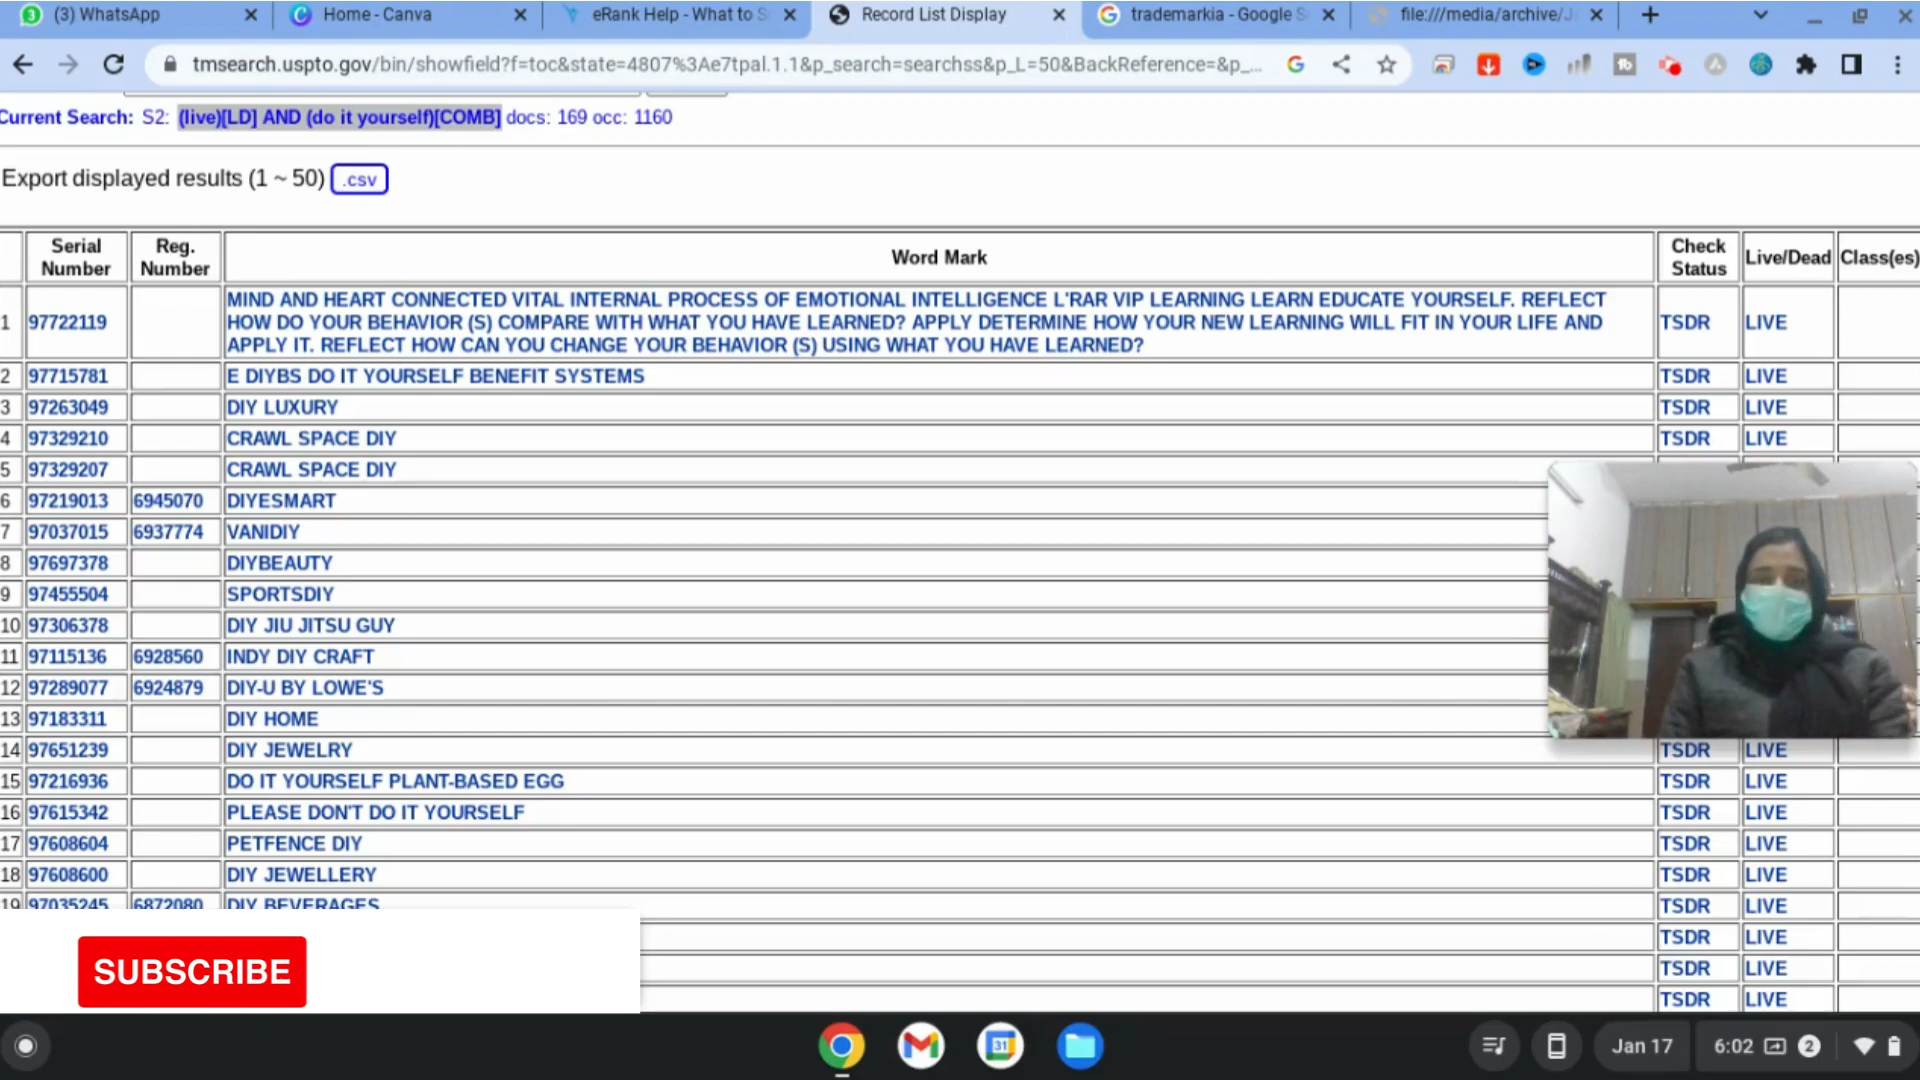 (3) WhatsApp
Home - Canva
eRank Help - What to S
Record List Display
trademarkia - Google S
file:///media/archive/J
tmsearch.uspto.gov/bin/showfield?f=toc&state=4807%3Ae7tpal.1.1&p_search=searchss&p_L=50&BackReference=&p_...
Current Search: S2: (live)[LD] AND (do it yourself)[COMB] docs: 169 occ: 1160
Export displayed results (1 ~ 50) .csv
Serial Number Reg. Number Word Mark Check Status Live/Dead Class(es)
1 97722119 MIND AND HEART CONNECTED VITAL INTERNAL PROCESS OF EMOTIONAL INTELLIGENCE L'RAR VIP LEARNING LEARN EDUCATE YOURSELF. REFLECT
HOW DO YOUR BEHAVIOR (S) COMPARE WITH WHAT YOU HAVE LEARNED? APPLY DETERMINE HOW YOUR NEW LEARNING WILL FIT IN YOUR LIFE AND
APPLY IT. REFLECT HOW CAN YOU CHANGE YOUR BEHAVIOR (S) USING WHAT YOU HAVE LEARNED? TSDR LIVE
2 97715781 E DIYBS DO IT YOURSELF BENEFIT SYSTEMS TSDR LIVE
3 97263049 DIY LUXURY TSDR LIVE
4 97329210 CRAWL SPACE DIY TSDR LIVE
5 97329207 CRAWL SPACE DIY
6 97219013 6945070 DIYESMART
7 97037015 6937774 VANIDIY
8 97697378 DIYBEAUTY
9 97455504 SPORTSDIY
10 97306378 DIY JIU JITSU GUY
11 97115136 6928560 INDY DIY CRAFT
12 97289077 6924879 DIY-U BY LOWE'S
13 97183311 DIY HOME
14 97651239 DIY JEWELRY TSDR LIVE
15 97216936 DO IT YOURSELF PLANT-BASED EGG TSDR LIVE
16 97615342 PLEASE DON'T DO IT YOURSELF TSDR LIVE
17 97608604 PETFENCE DIY TSDR LIVE
18 97608600 DIY JEWELLERY TSDR LIVE
19 97035245 6872080 DIY BEVERAGES TSDR LIVE
TSDR LIVE
TSDR LIVE
TSDR LIVE
SUBSCRIBE
31
Jan 17
6:02
2